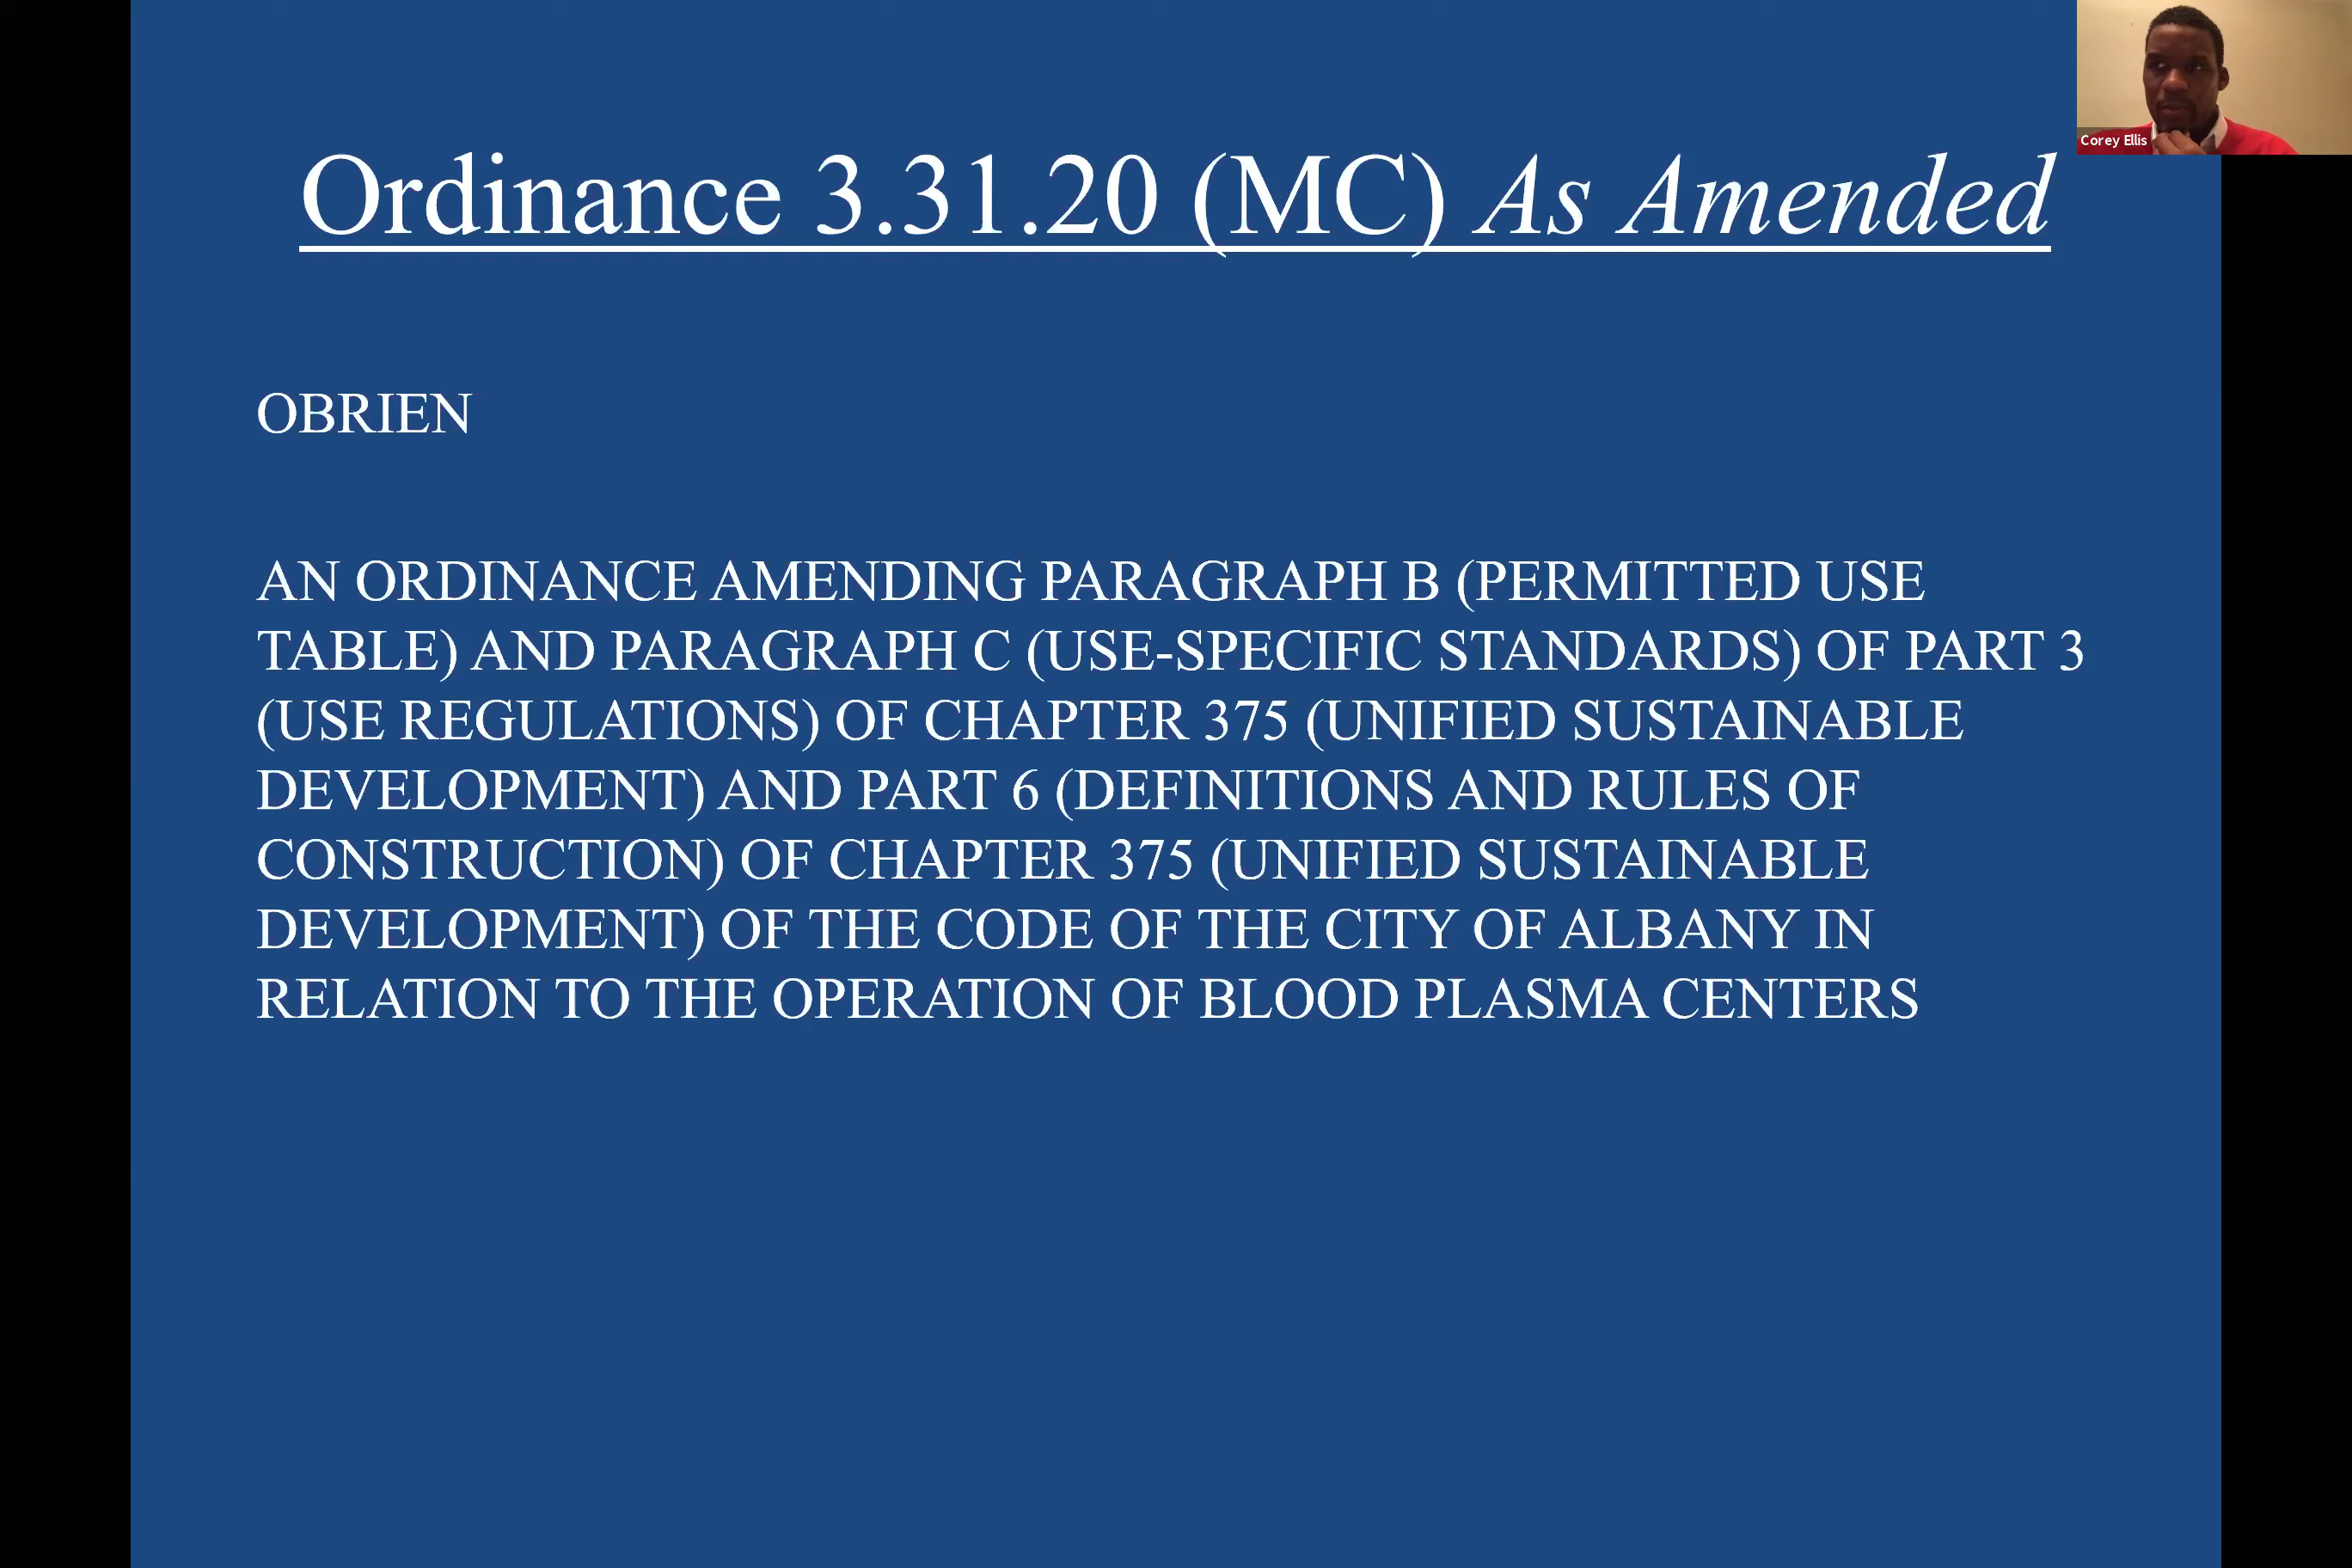 Ordinance 3.31.20 (MC) As Amended
Corey Ellis
OBRIEN
AN ORDINANCE AMENDING PARAGRAPH B (PERMITTED USE
TABLE) AND PARAGRAPH C (USE-SPECIFIC STANDARDS) OF PART 3
(USE REGULATIONS) OF CHAPTER 375 (UNIFIED SUSTAINABLE
DEVELOPMENT) AND PART 6 (DEFINITIONS AND RULES OF
CONSTRUCTION) OF CHAPTER 375 (UNIFIED SUSTAINABLE
DEVELOPMENT) OF THE CODE OF THE CITY OF ALBANY IN
RELATION TO THE OPERATION OF BLOOD PLASMA CENTERS